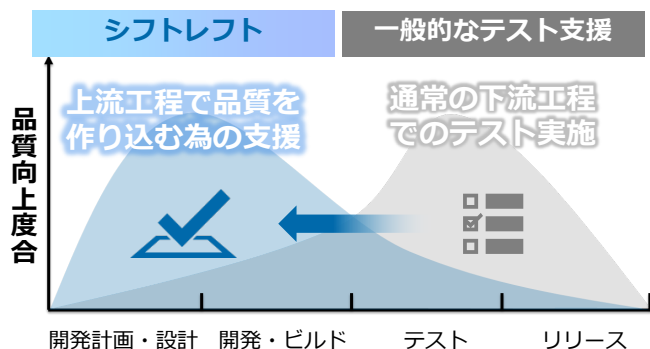 シフトレフト
一般的なテスト支援
上流工程で品質を
作り込む為の支援
通常の下流工程
でのテスト実施
品質向上度合
開発計画・設計
開発・ビルド
テスト
リリース